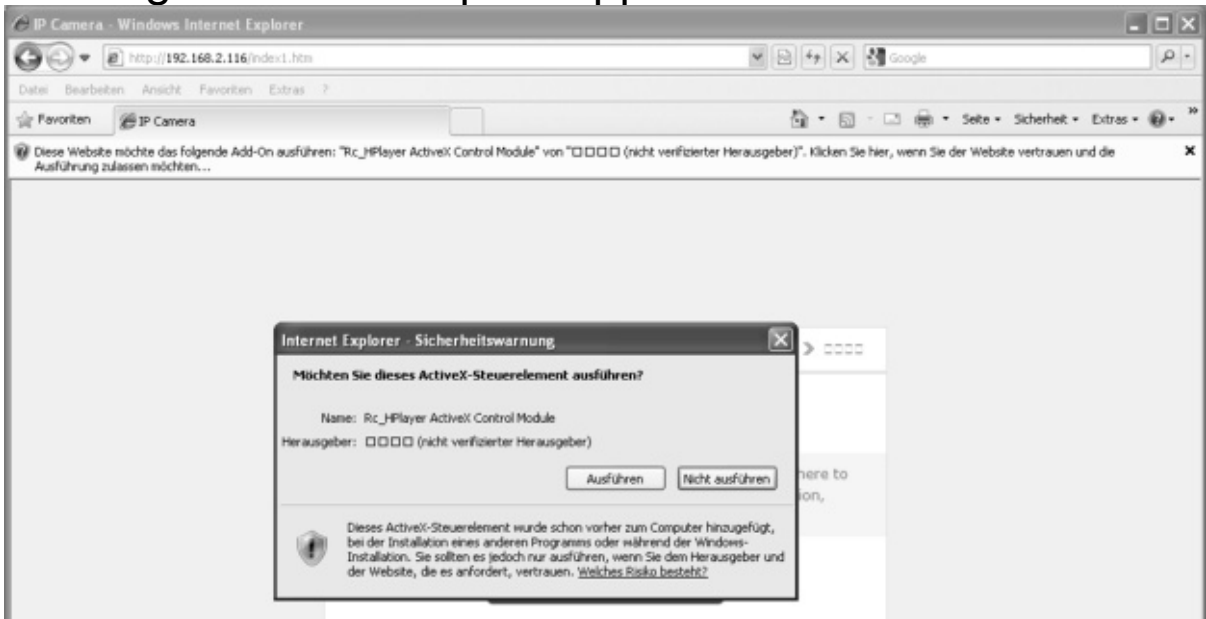 IP Camera - Windows Internet Explorer
http://192.168.2.116/index1.htm
Google
Datei Bearbeiten Ansicht Favoriten Extras ?
Favoriten IP Camera Seite Sicherheit Extras
Diese Website möchte das folgende Add-On ausführen: "Rc_HPlayer ActiveX Control Module" von "□□□□ (nicht verifizierter Herausgeber)". Klicken Sie hier, wenn Sie der Website vertrauen und die
Ausführung zulassen möchten...
Internet Explorer - Sicherheitswarnung
Möchten Sie dieses ActiveX-Steuerelement ausführen?
Name: Rc_HPlayer ActiveX Control Module
Herausgeber: □□□□ (nicht verifizierter Herausgeber)
Ausführen Nicht ausführen
here to
ion,
Dieses ActiveX-Steuerelement wurde schon vorher zum Computer hinzugefügt,
bei der Installation eines anderen Programms oder während der Windows-
Installation. Sie sollten es jedoch nur ausführen, wenn Sie dem Herausgeber und
der Website, die es anfordert, vertrauen. Welches Risiko besteht?